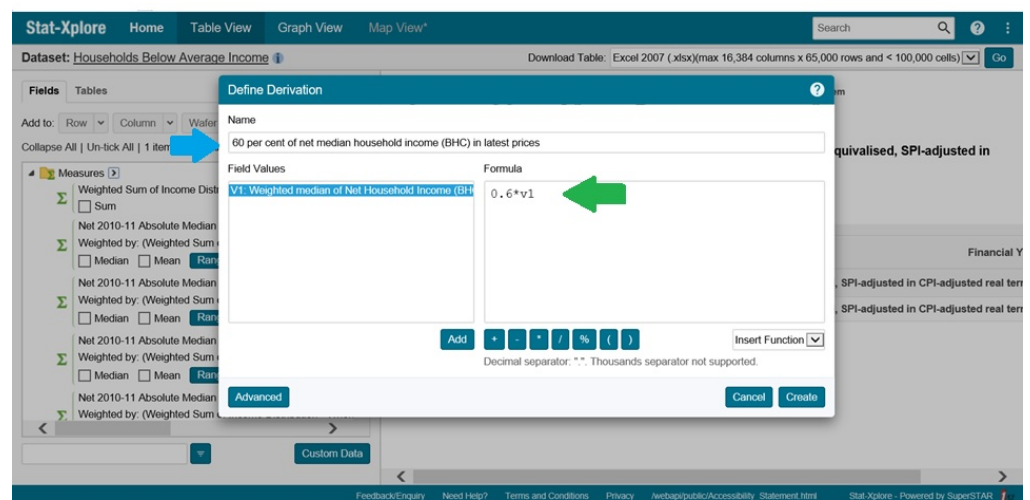 Stat-Xplore Home Table View Graph View Map View* Search
Dataset: Households Below Average Income Download Table: Excel 2007 (.xlsx)(max 16,384 columns x 65,000 rows and < 100,000 cells) Go
Fields Tables
Add to: Row Column Wafer
Collapse All | Un-tick All | 1 item
Measures
Weighted Sum of Income Distr
Sum
Net 2010-11 Absolute Median
Weighted by: (Weighted Sum
Median Mean Ran
Net 2010-11 Absolute Median
Weighted by: (Weighted Sum
Median Mean Ran
Net 2010-11 Absolute Median
Weighted by: (Weighted Sum
Median Mean Ran
Net 2010-11 Absolute Median
Weighted by: (Weighted Sum
Custom Data
Define Derivation
Name
60 per cent of net median household income (BHC) in latest prices
Field Values Formula
V1: Weighted median of Net Household Income (BH
0.6*v1
Add + - * / % ( ) Insert Function
Decimal separator: ".". Thousands separator not supported.
Advanced Cancel Create
quivalised, SPI-adjusted in
Financial Y
, SPI-adjusted in CPI-adjusted real terr
, SPI-adjusted in CPI-adjusted real terr
Feedback/Enquiry Need Help? Terms and Conditions Privacy /webapi/public/Accessibility_Statement.html Stat-Xplore - Powered by SuperSTAR